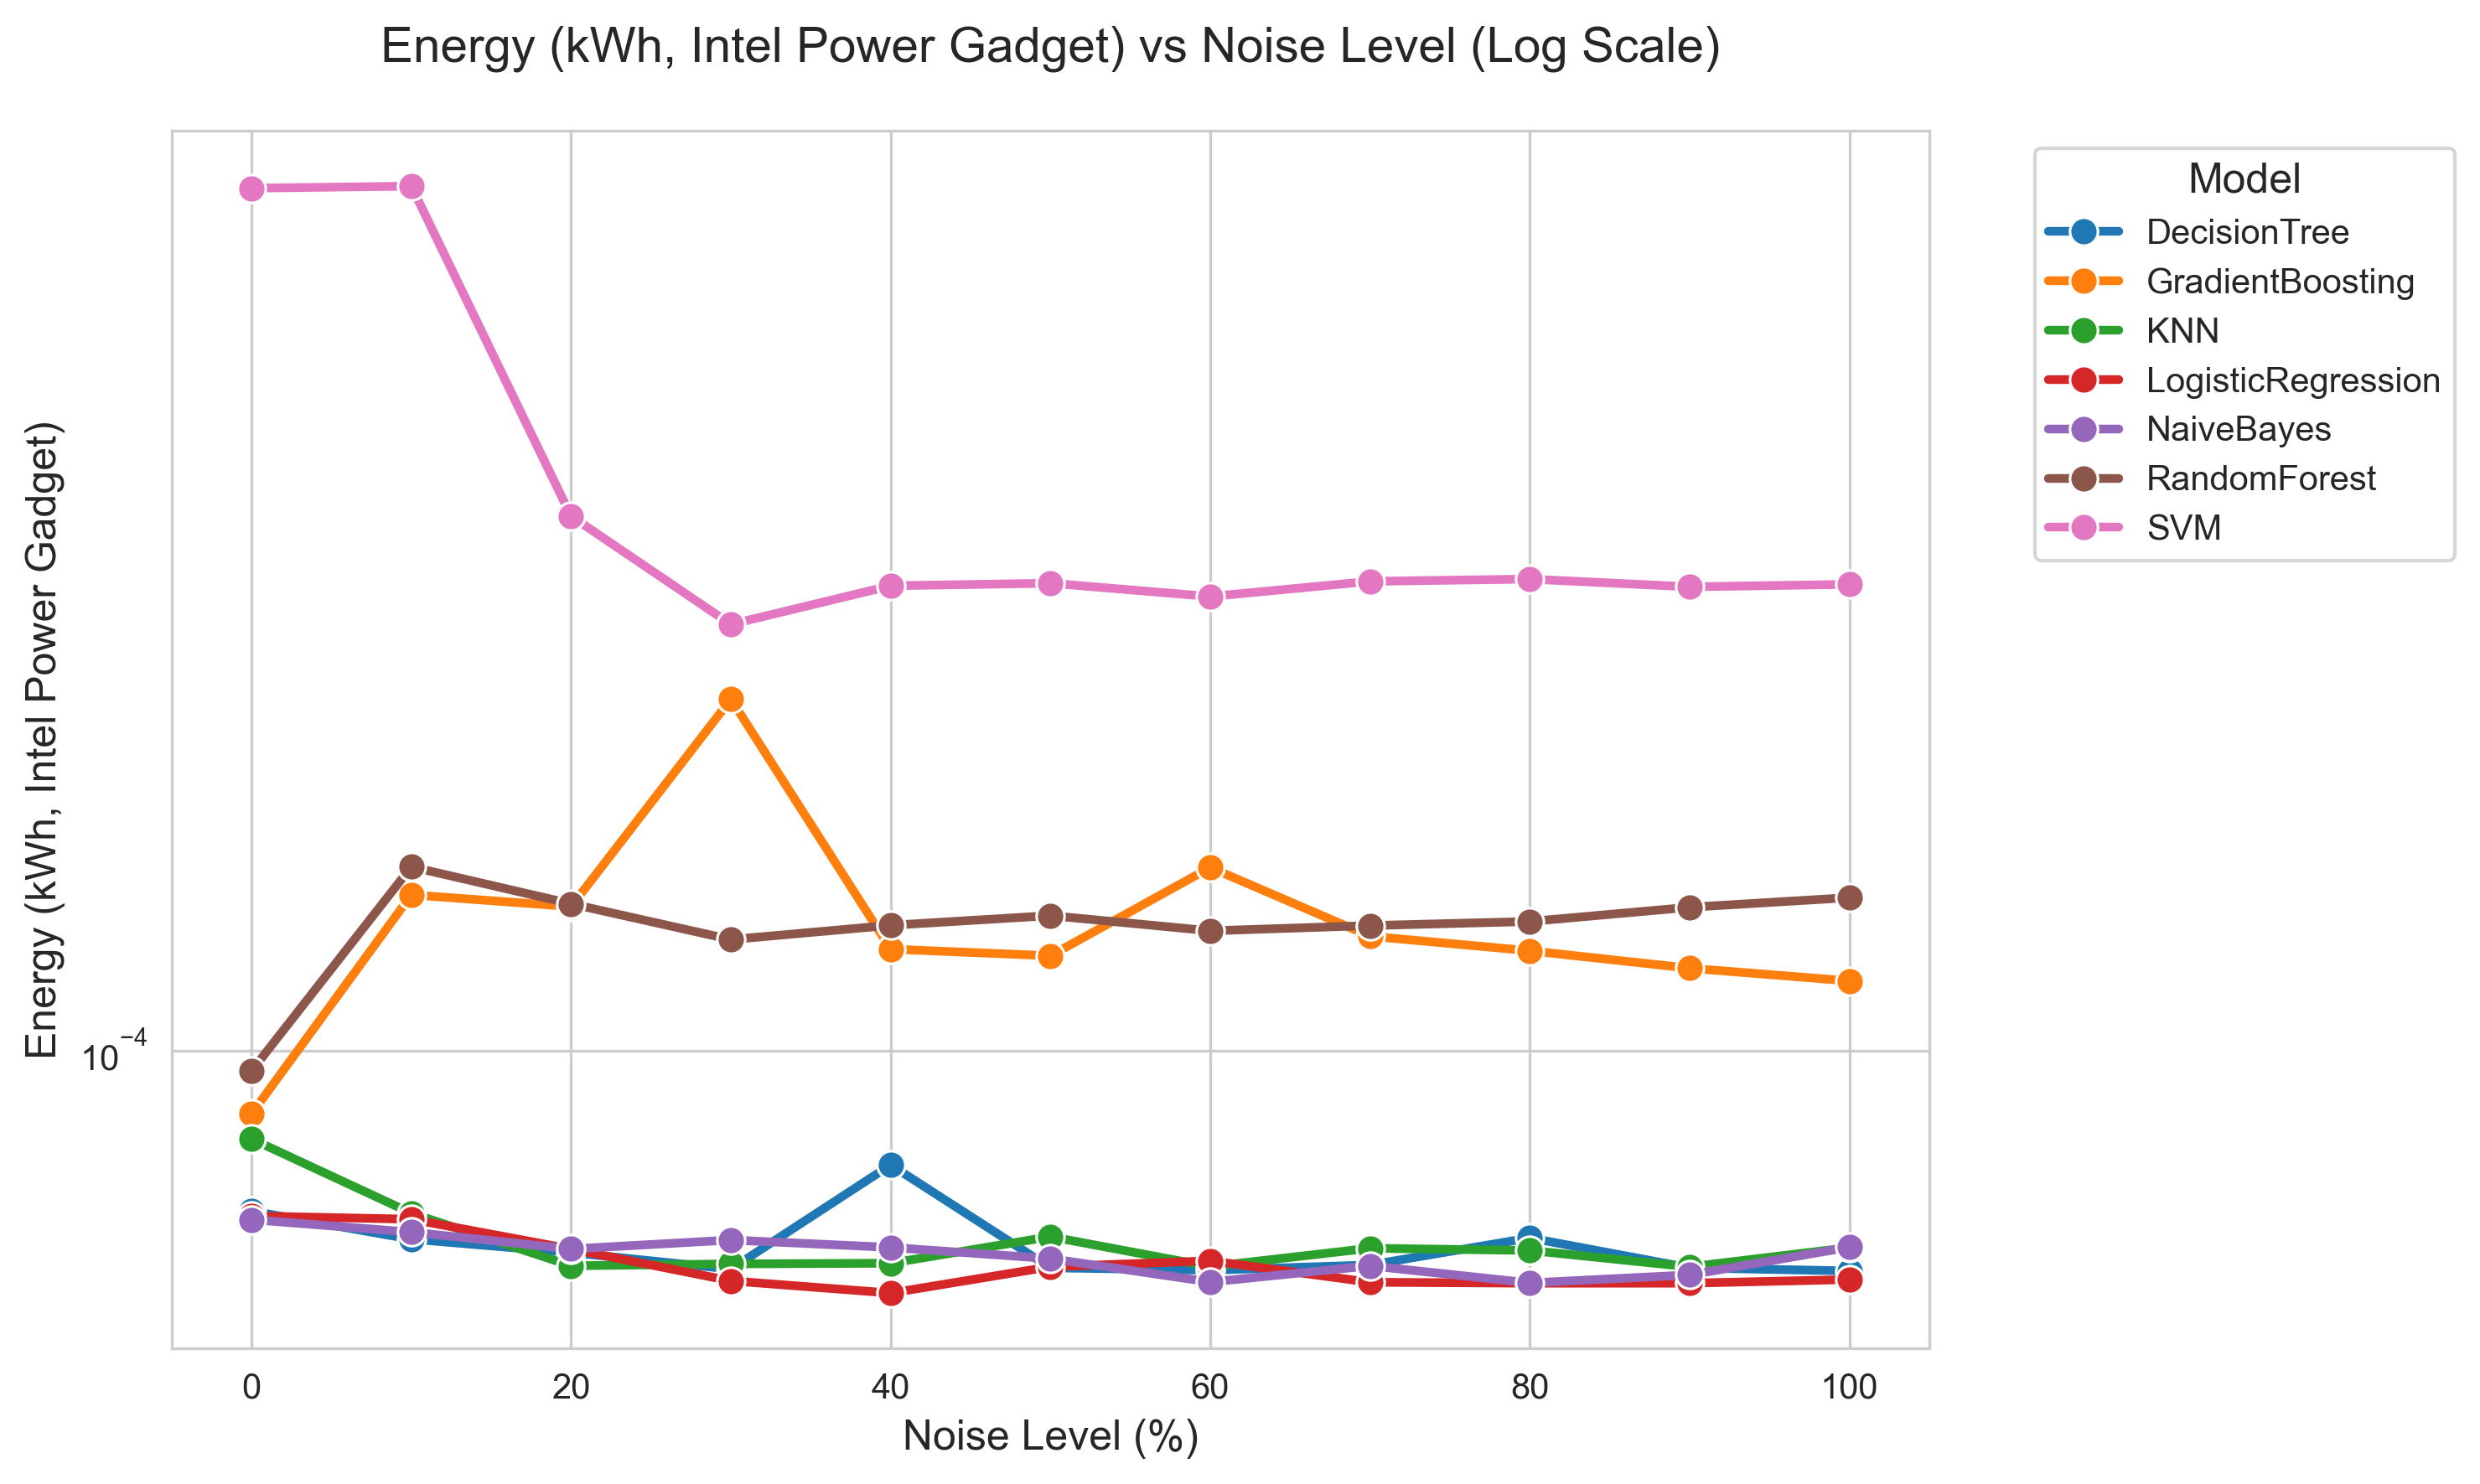 Energy (kWh, Intel Power Gadget) vs Noise Level (Log Scale)
Energy (kWh, Intel Power Gadget)
10⁻⁴
0 20 40 60 80 100
Noise Level (%)
Model
DecisionTree
GradientBoosting
KNN
LogisticRegression
NaiveBayes
RandomForest
SVM